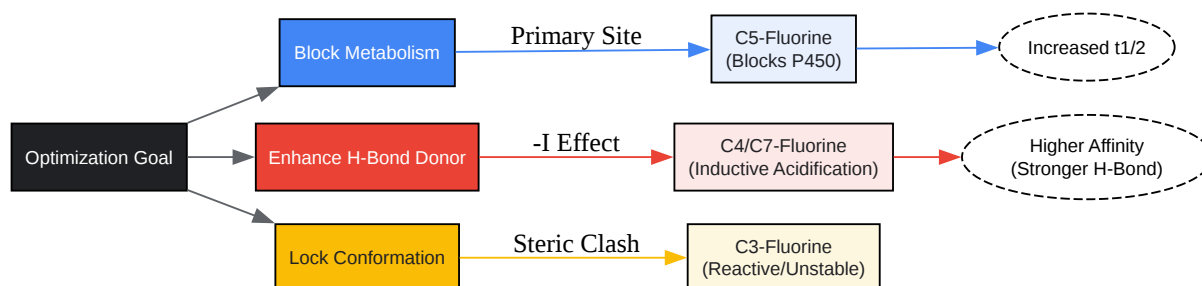 Block Metabolism
Primary Site
C5-Fluorine
(Blocks P450)
Increased t1/2
Optimization Goal
Enhance H-Bond Donor
-I Effect
C4/C7-Fluorine
(Inductive Acidification)
Higher Affinity
(Stronger H-Bond)
Lock Conformation
Steric Clash
C3-Fluorine
(Reactive/Unstable)